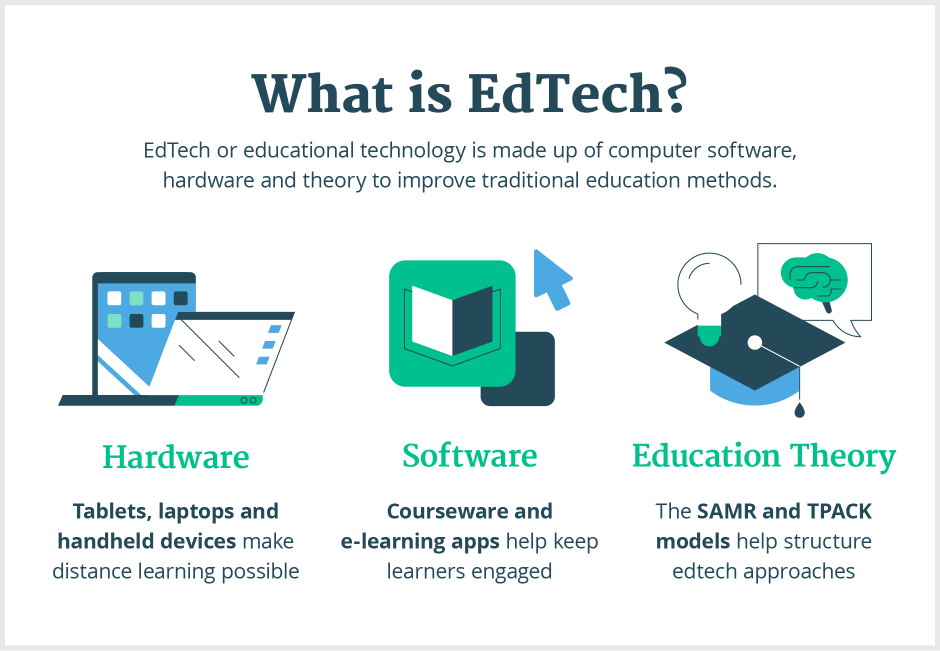 What is EdTech?
EdTech or educational technology is made up of computer software,
hardware and theory to improve traditional education methods.
Hardware
Tablets, laptops and
handheld devices make
distance learning possible
Software
Courseware and
e-learning apps help keep
learners engaged
Education Theory
The SAMR and TPACK
models help structure
edtech approaches